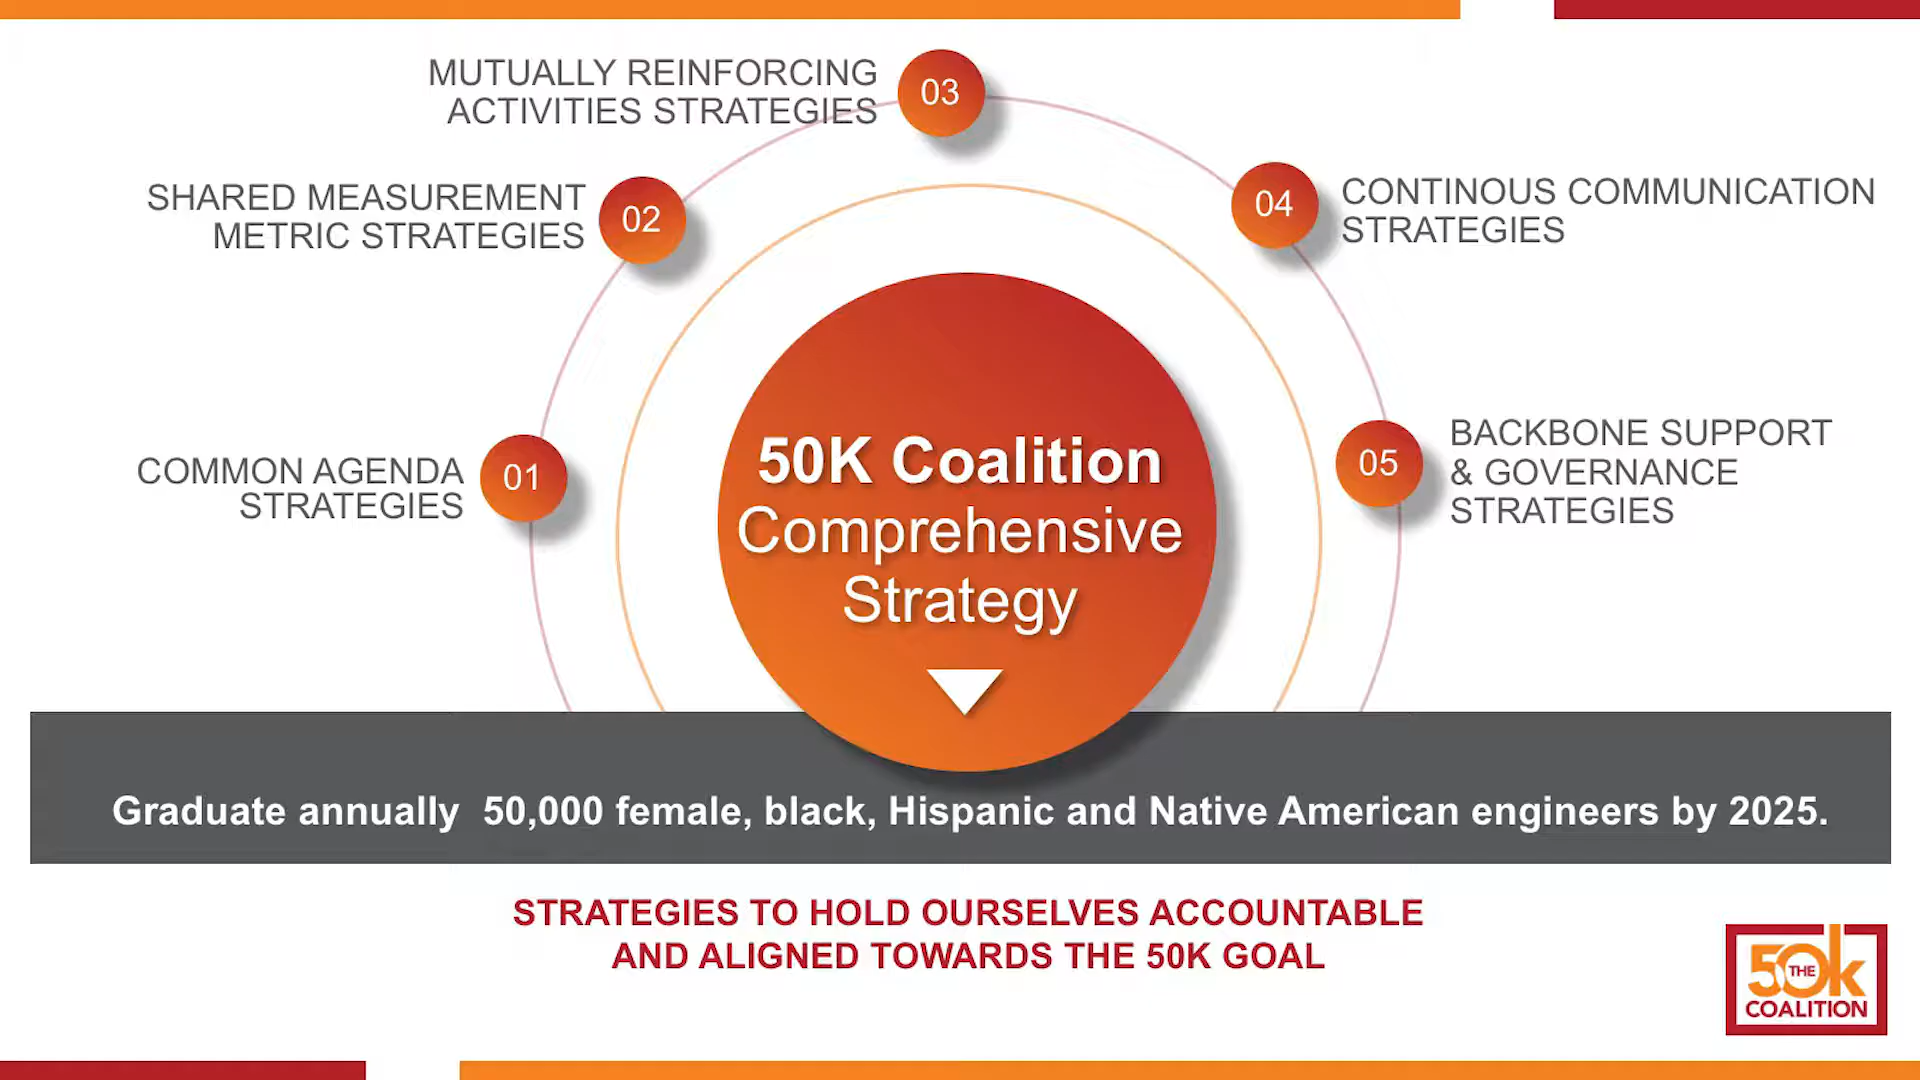 MUTUALLY REINFORCING
ACTIVITIES STRATEGIES
03
SHARED MEASUREMENT
METRIC STRATEGIES
02
04
CONTINOUS COMMUNICATION
STRATEGIES
COMMON AGENDA
STRATEGIES
01
05
BACKBONE SUPPORT
& GOVERNANCE
STRATEGIES
50K Coalition
Comprehensive
Strategy
Graduate annually  50,000 female, black, Hispanic and Native American engineers by 2025.
STRATEGIES TO HOLD OURSELVES ACCOUNTABLE
AND ALIGNED TOWARDS THE 50K GOAL
THE
50k
COALITION